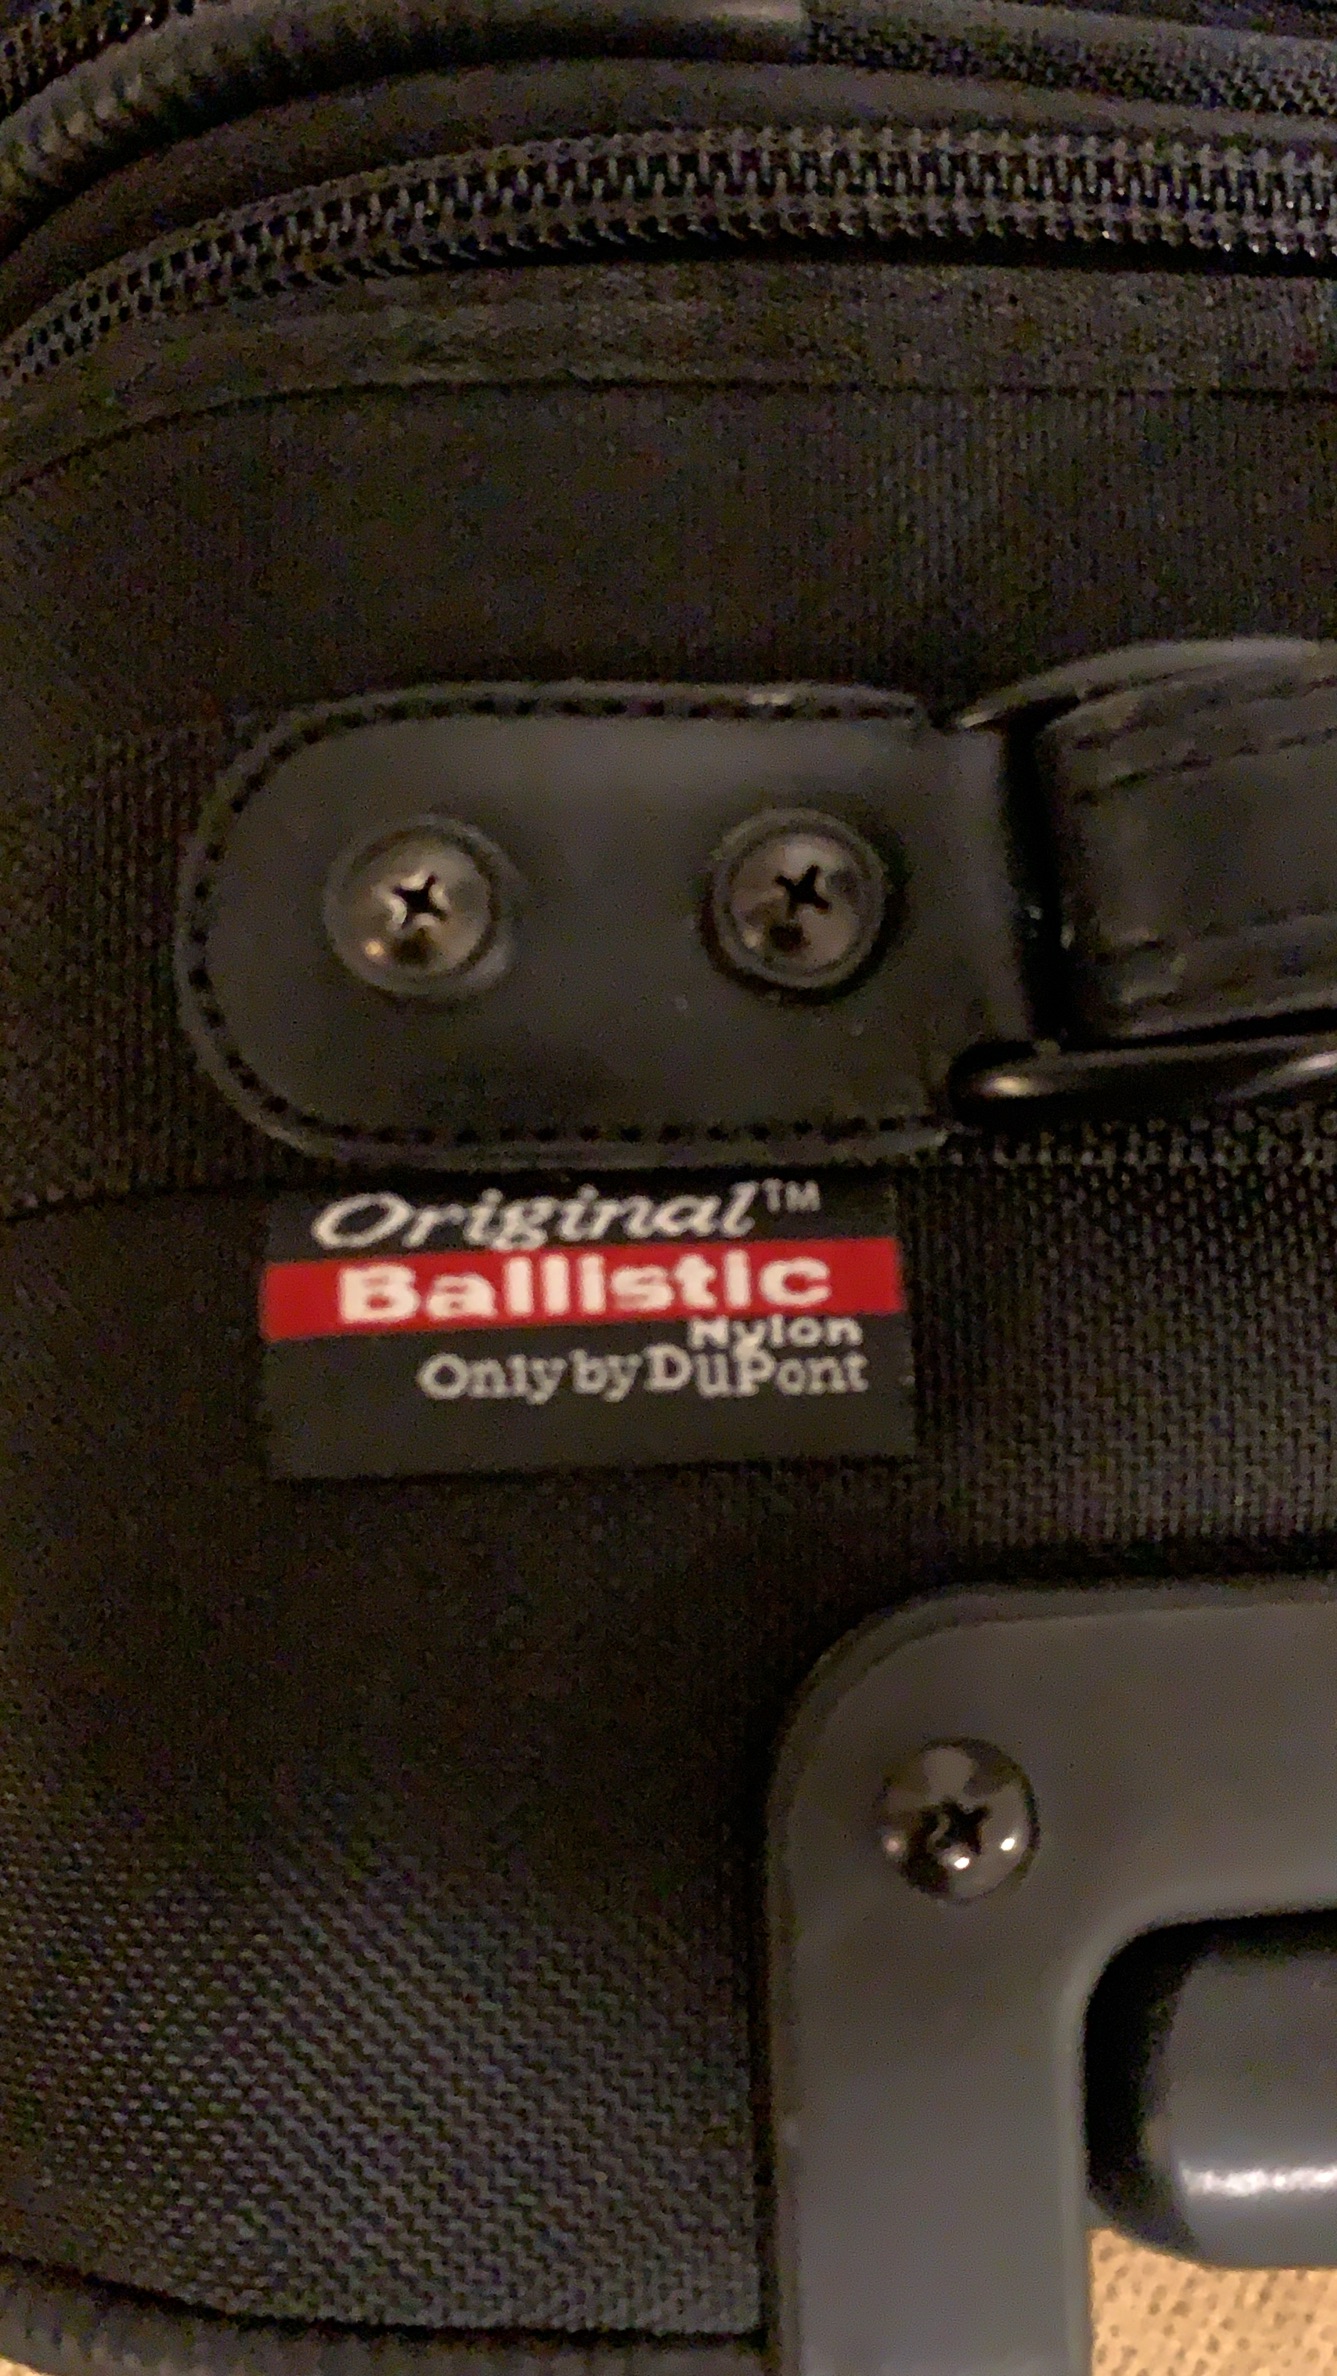 Original™
Ballistic
Nylon
Only by DuPont